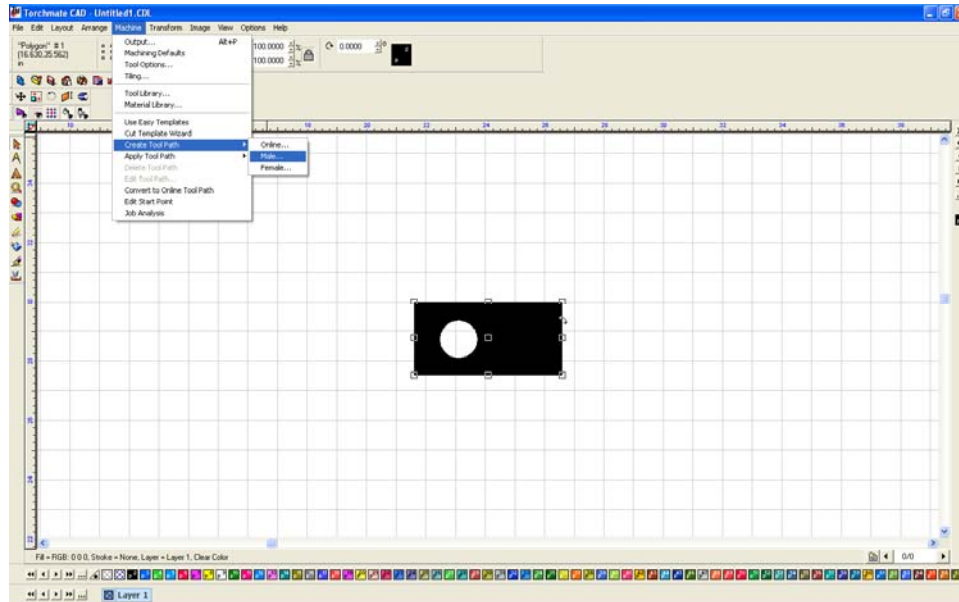 Torchmate CAD - Untitled1.CDL
File Edit Layout Arrange Machine Transform Image View Options Help
"Polygon" # 1
(16.630,35.562)
in
100.0000 %
0.0000
100.0000 %
Output... Alt+P
Machining Defaults
Tool Options...
Tiling...
Tool Library...
Material Library...
Use Easy Templates
Cut Template Wizard
Create Tool Path
Apply Tool Path
Delete Tool Path
Edit Tool Path...
Convert to Online Tool Path
Edit Start Point
Job Analysis
Online...
Male...
Female...
Fill = RGB: 0 0 0, Stroke = None, Layer = Layer 1, Clear Color
0/0
Layer 1